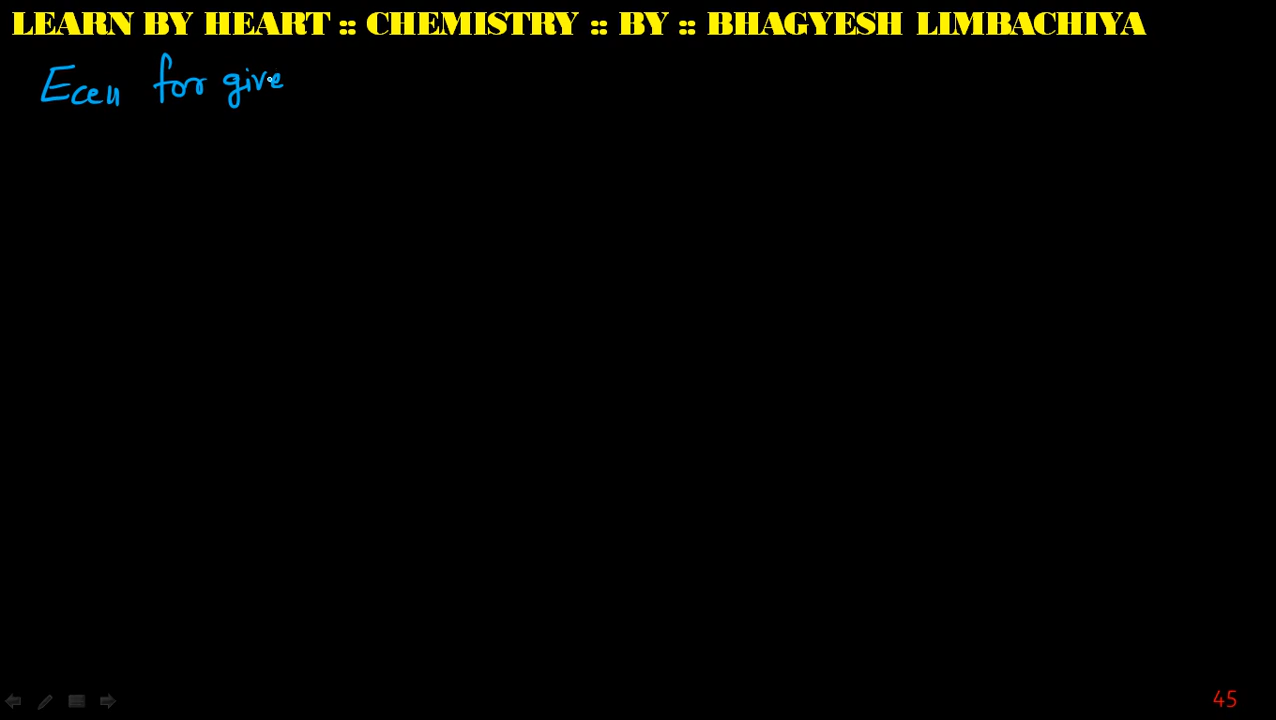 LEARN BY HEART :: CHEMISTRY :: BY :: BHAGYESH LIMBACHIYA
Ecell for give
45